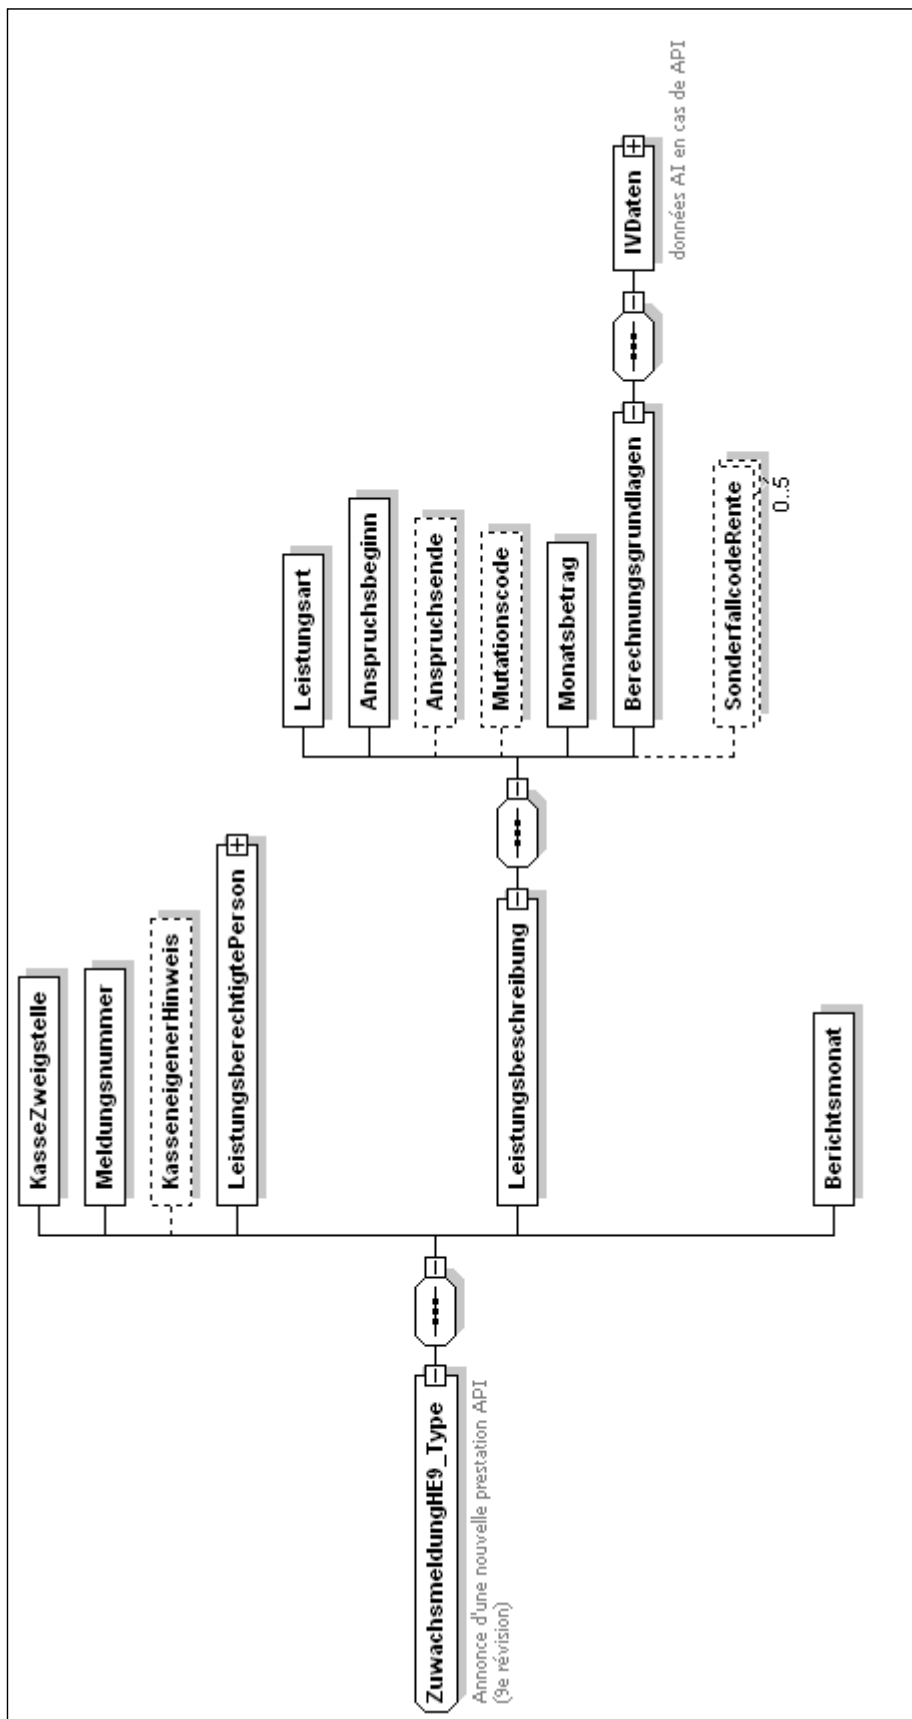 ZuwachsmeldungHE9_Type
Annonce d'une nouvelle prestation API
(9e révision)
KasseZweigstelle
Meldungsnummer
KasseneigenerHinweis
LeistungsberechtigtePerson
Leistungsbeschreibung
Leistungsart
Anspruchsbeginn
Anspruchsende
Mutationscode
Monatsbetrag
Berechnungsgrundlagen
IVDaten
données AI en cas de API
SonderfallcodeRente
0..5
Berichtsmonat